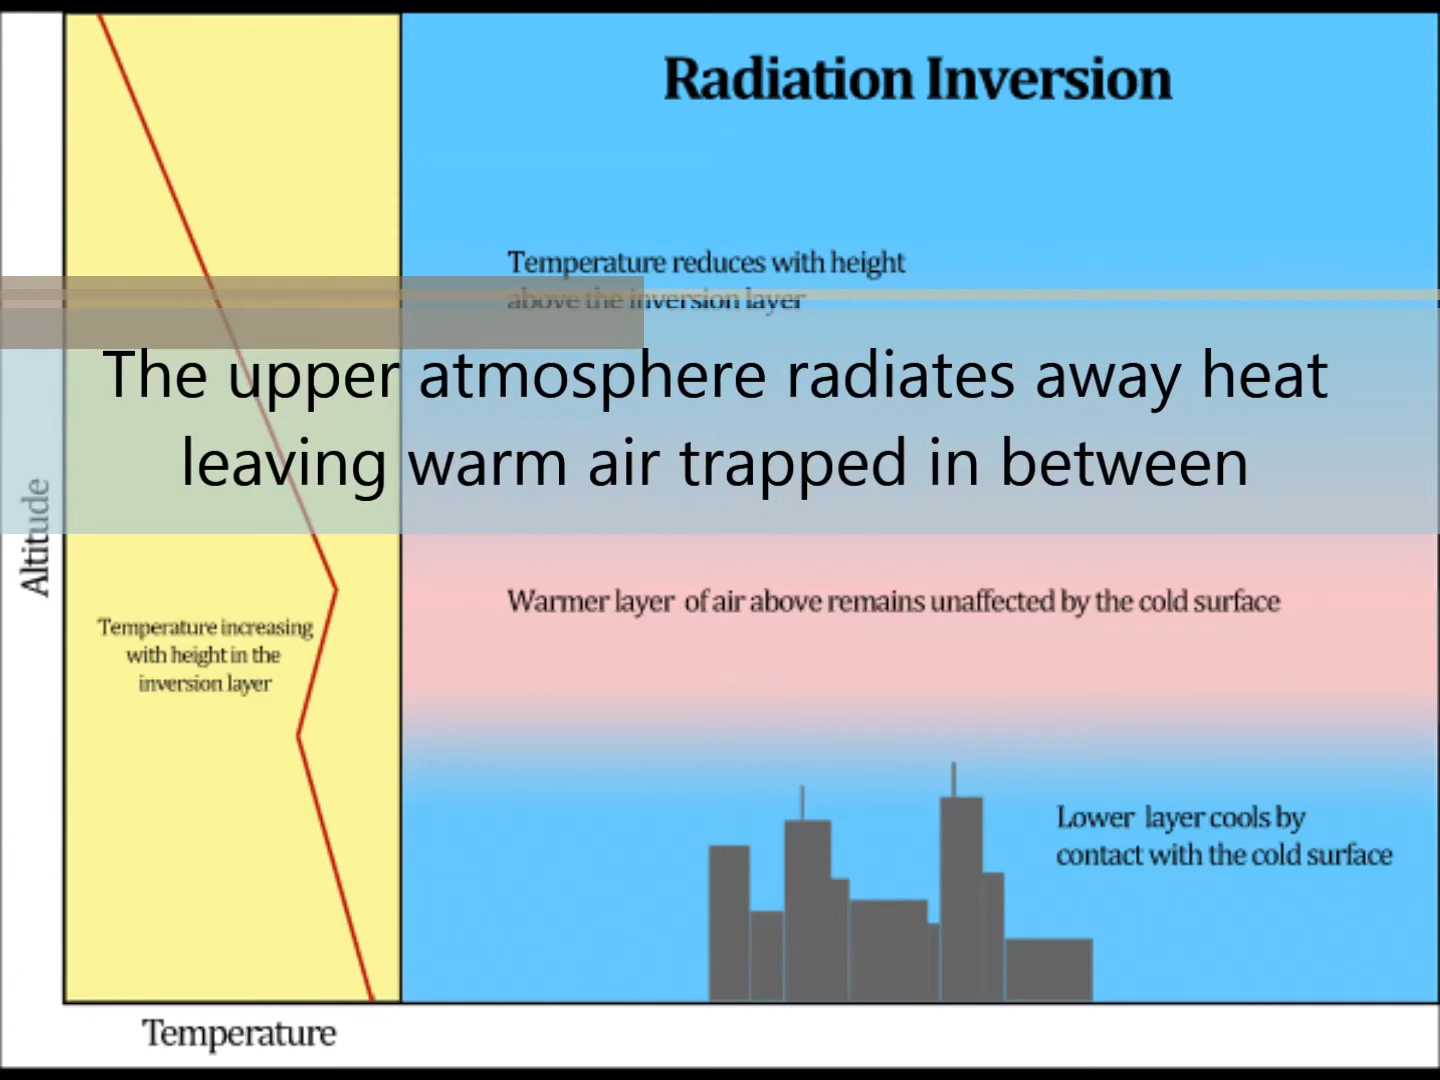 Radiation Inversion
Temperature reduces with height
above the inversion layer
The upper atmosphere radiates away heat
leaving warm air trapped in between
Altitude
Warmer layer of air above remains unaffected by the cold surface
Temperature increasing
with height in the
inversion layer
Lower layer cools by
contact with the cold surface
Temperature